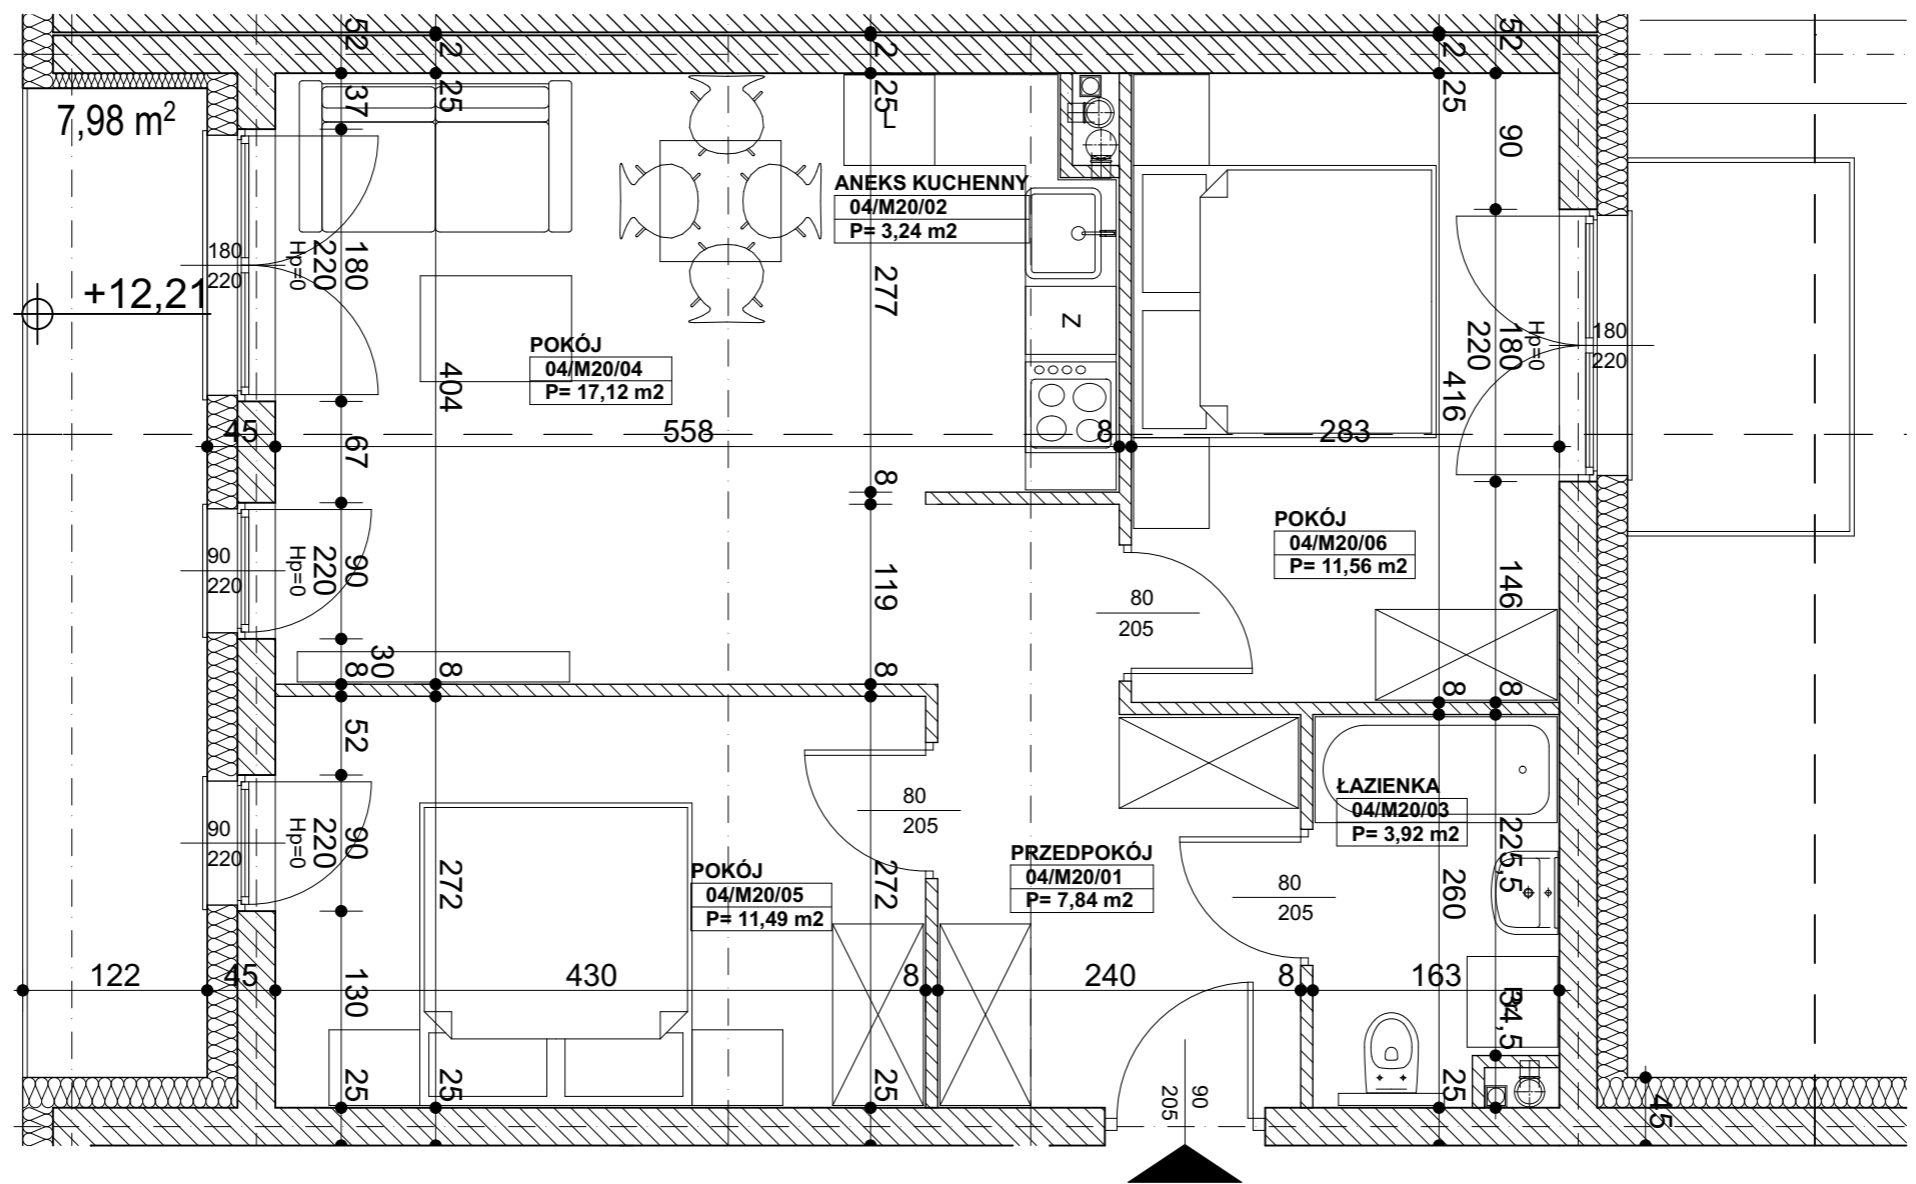 52
2
2
2
52
37
25
25
25
90
L
7,98 m²
ANEKS KUCHENNY
04/M20/02
P= 3,24 m2
180
220
Hp=0
220
180
277
+12,21
Z
Hp=0
220
180
180
220
POKÓJ
04/M20/04
P= 17,12 m2
404
416
45
67
558
8
283
8
POKÓJ
04/M20/06
P= 11,56 m2
90
220
Hp=0
220
90
119
80
205
146
30
8
8
8
8
8
52
80
205
ŁAZIENKA
04/M20/03
P= 3,92 m2
90
220
Hp=0
220
90
272
POKÓJ
04/M20/05
P= 11,49 m2
272
PRZEDPOKÓJ
04/M20/01
P= 7,84 m2
80
205
260
225,5
122
45
130
430
8
240
8
163
34,5
25
25
25
25
205
90
45